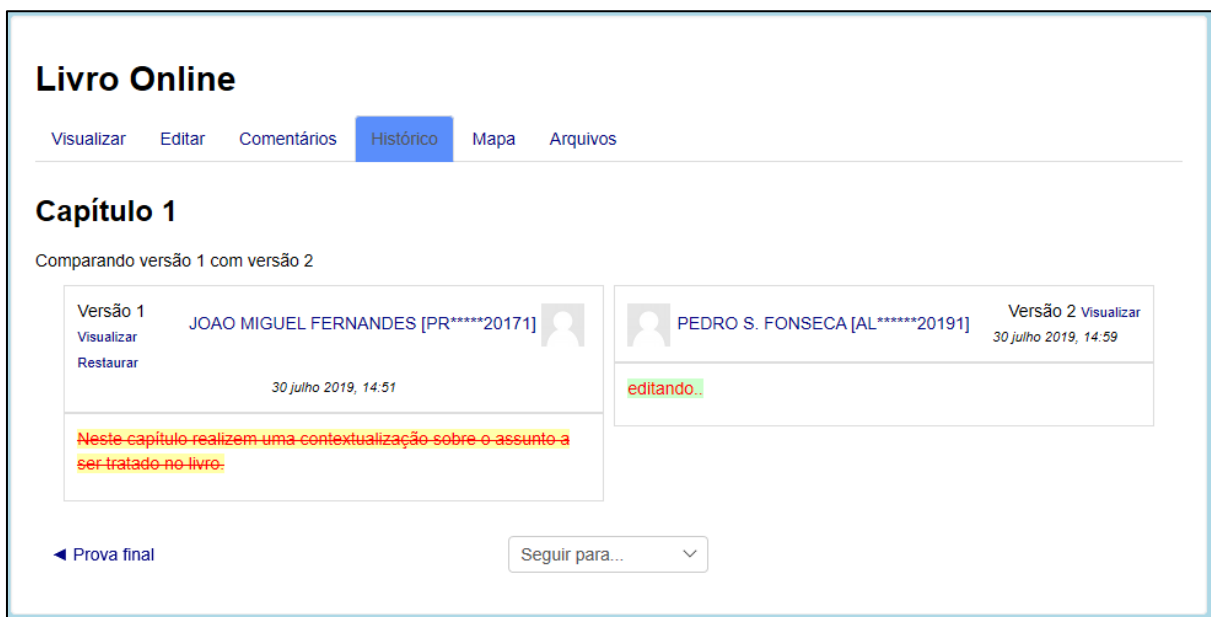 Livro Online
Visualizar Editar Comentários Histórico Mapa Arquivos
Capítulo 1
Comparando versão 1 com versão 2
Versão 1
Visualizar
Restaurar
JOAO MIGUEL FERNANDES [PR*****20171]
30 julho 2019, 14:51
Neste capítulo realizem uma contextualização sobre o assunto a
ser tratado no livro.
PEDRO S. FONSECA [AL******20191]
Versão 2 Visualizar
30 julho 2019, 14:59
editando..
◄ Prova final
Seguir para...